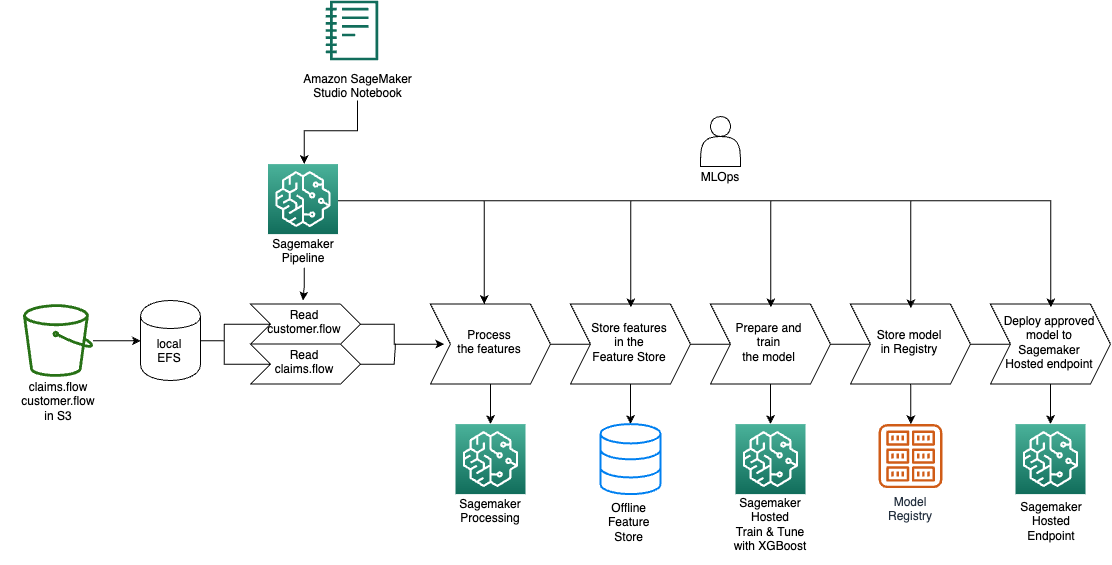 Amazon SageMaker
Studio Notebook
MLOps
Sagemaker
Pipeline
claims.flow
customer.flow
in S3
local
EFS
Read
customer.flow
Read
claims.flow
Process
the features
Store features
in the
Feature Store
Prepare and
train
the model
Store model
in Registry
Deploy approved
model to
Sagemaker
Hosted endpoint
Sagemaker
Processing
Offline
Feature
Store
Sagemaker
Hosted
Train & Tune
with XGBoost
Model
Registry
Sagemaker
Hosted
Endpoint